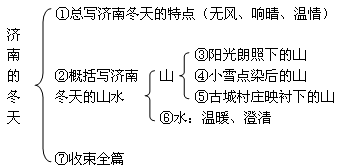 济南的冬天
①总写济南冬天的特点（无风、响晴、温情）
②概括写济南
冬天的山水
山
③阳光朗照下的山
④小雪点染后的山
⑤古城村庄映衬下的山
⑥水：温暖、澄清
⑦收束全篇